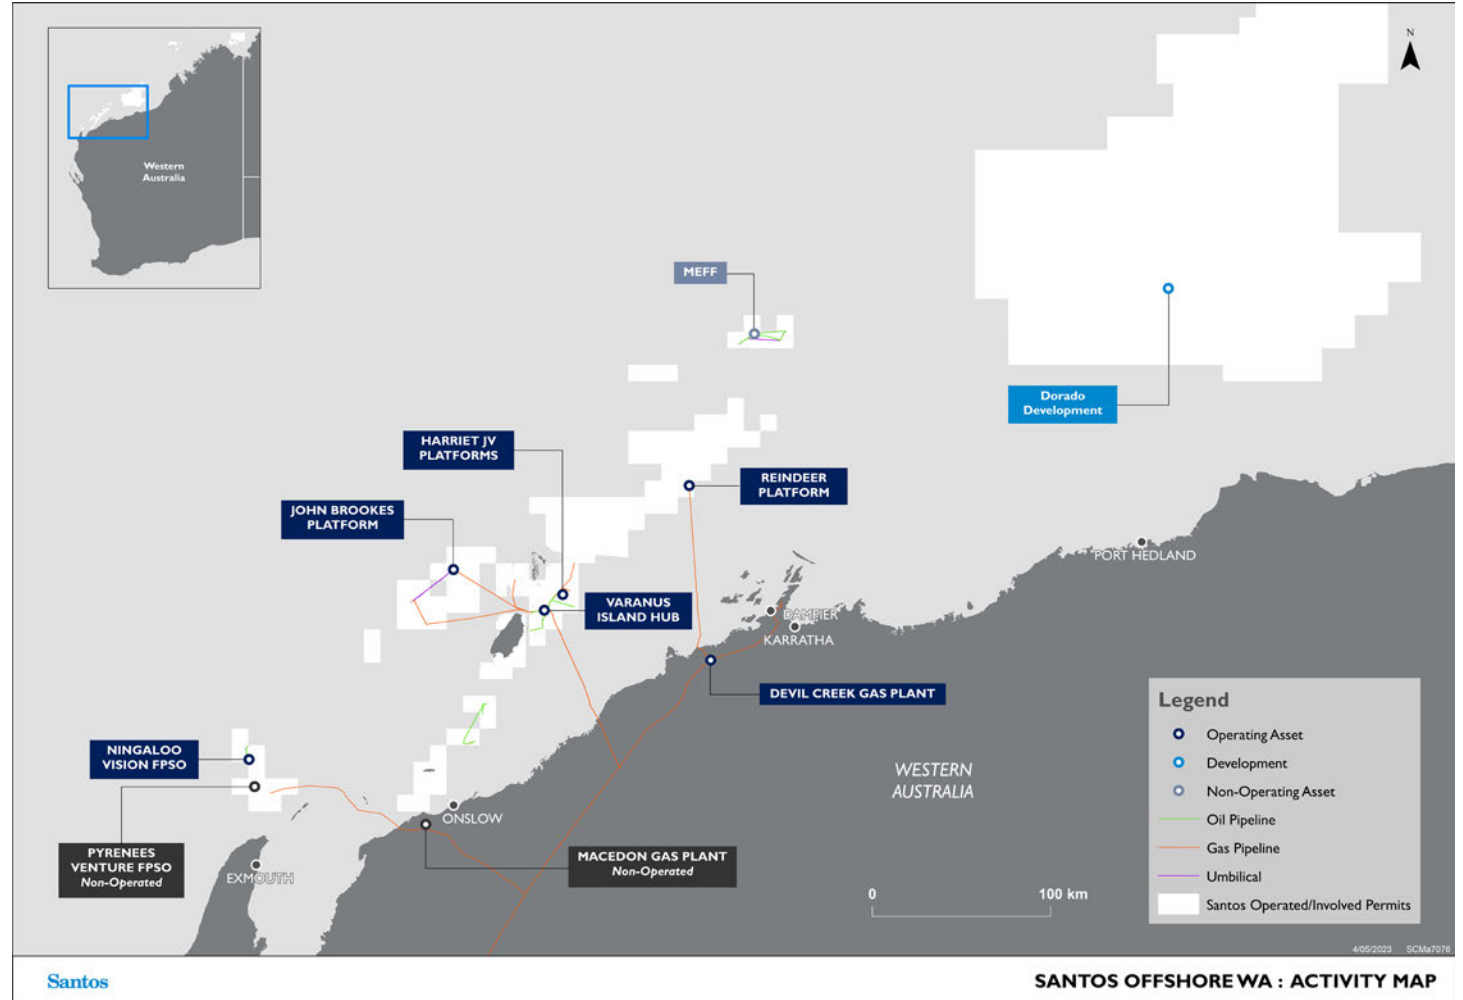 N
Western
Australia
MEFF
Dorado
Development
HARRIET JV
PLATFORMS
REINDEER
PLATFORM
JOHN BROOKES
PLATFORM
PORT HEDLAND
VARANUS
ISLAND HUB
DAMPIER
KARRATHA
DEVIL CREEK GAS PLANT
NINGALOO
VISION FPSO
WESTERN
AUSTRALIA
ONSLOW
PYRENEES
VENTURE FPSO
Non-Operated
EXMOUTH
MACEDON GAS PLANT
Non-Operated
0 100 km
Legend
Operating Asset
Development
Non-Operating Asset
Oil Pipeline
Gas Pipeline
Umbilical
Santos Operated/Involved Permits
4/05/2023 SCMa7076
Santos
SANTOS OFFSHORE WA : ACTIVITY MAP